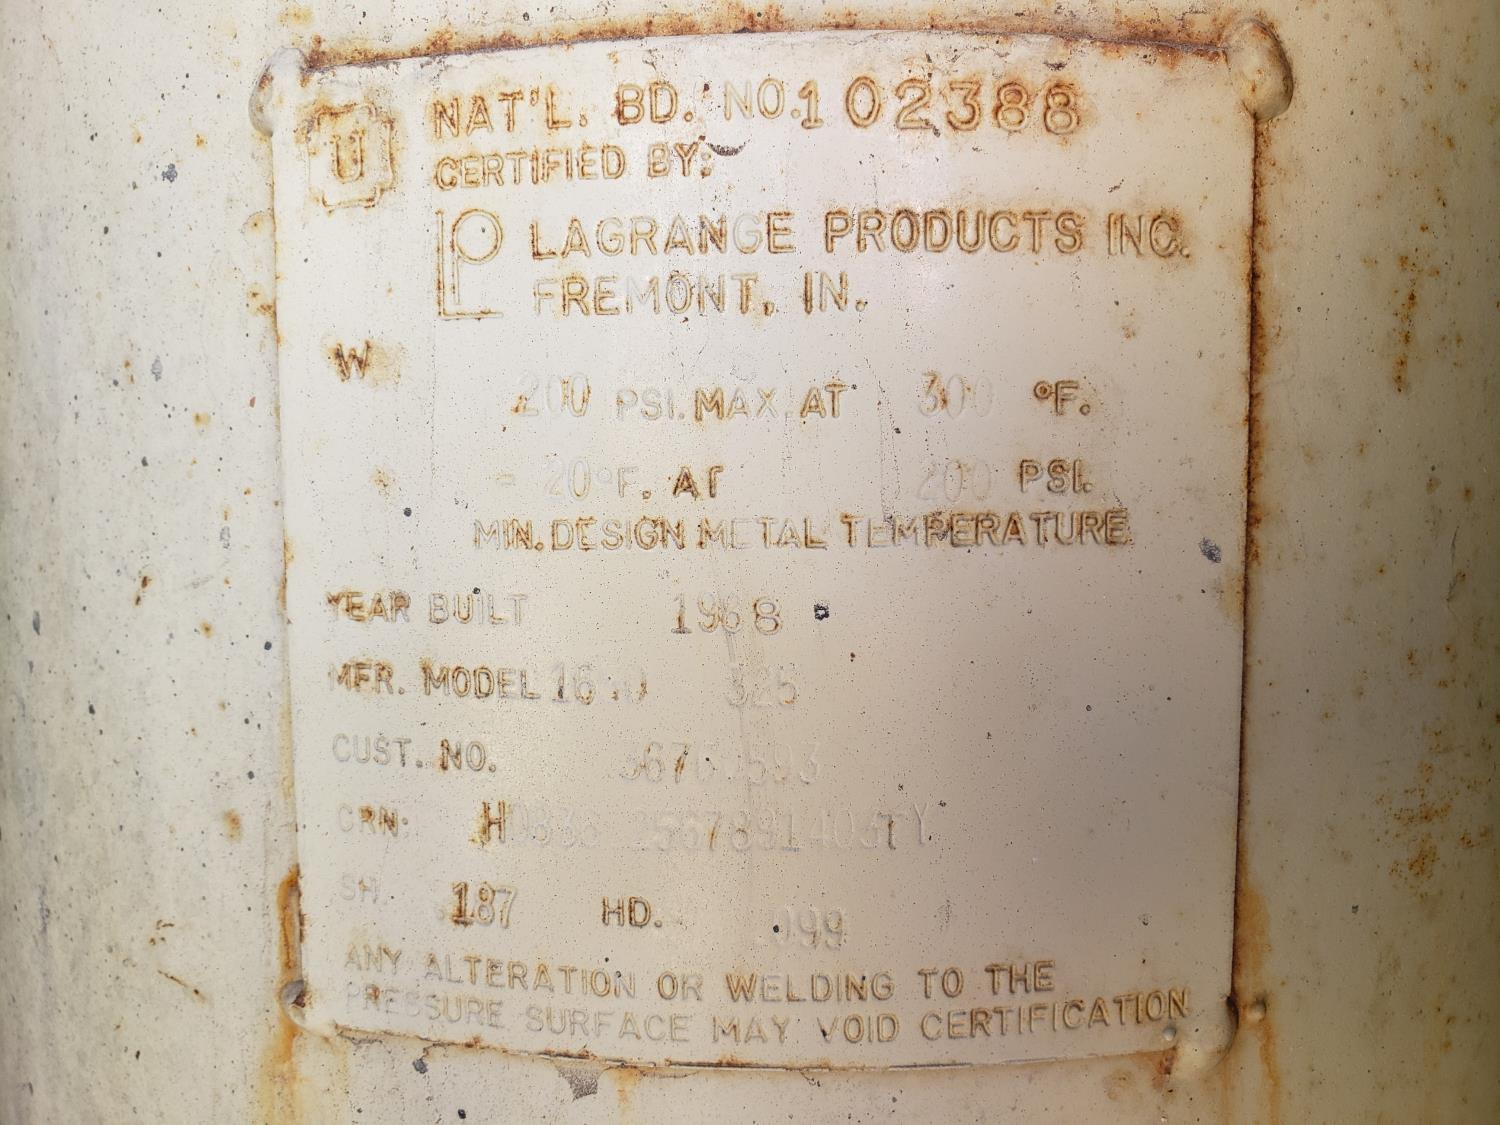 U
NAT'L. BD. NO. 102388
CERTIFIED BY:
LP LAGRANGE PRODUCTS INC.
FREMONT, IN.
W
200 PSI. MAX. AT 300 °F.
- 20 °F. AT 200 PSI.
MIN. DESIGN METAL TEMPERATURE
YEAR BUILT
MFR. MODEL 325
CUST. NO.
CRN:
SH. .187 HD. .099
ANY ALTERATION OR WELDING TO THE
PRESSURE SURFACE MAY VOID CERTIFICATION